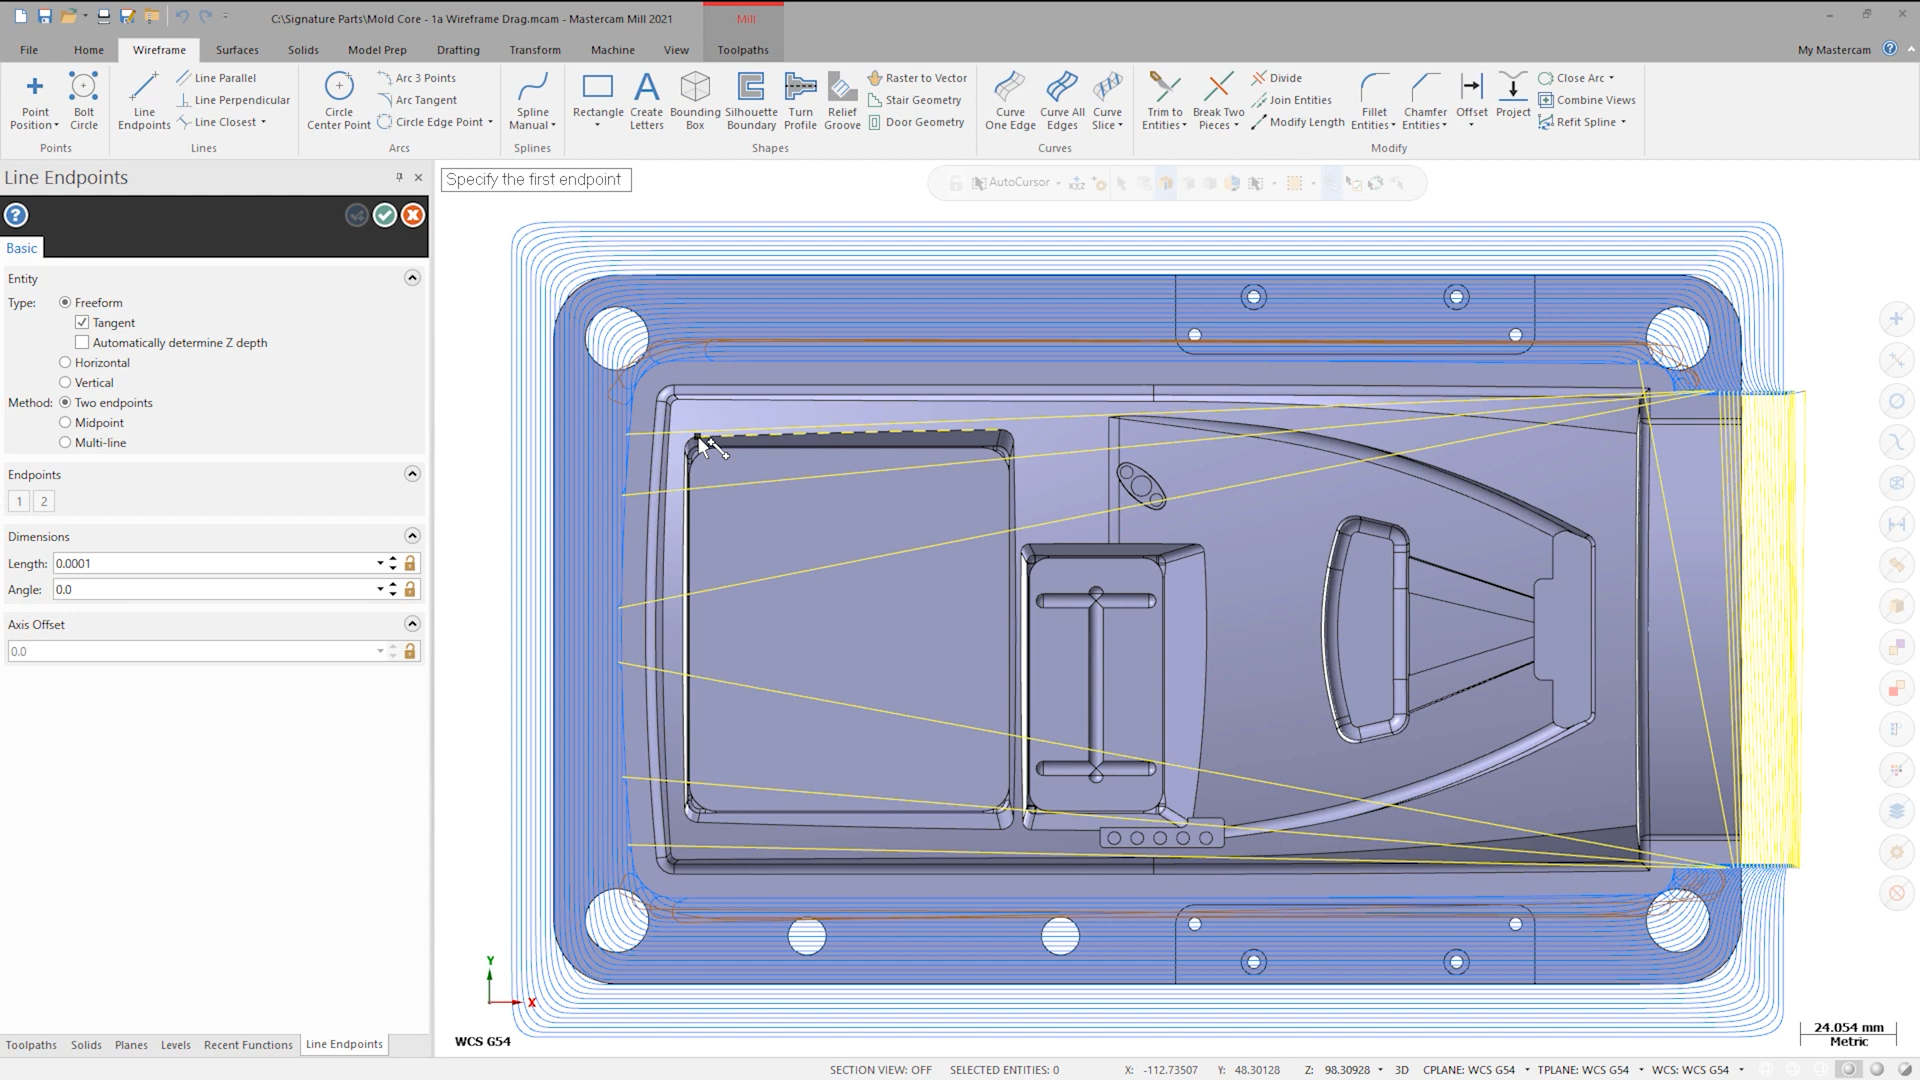 C:\Signature Parts\Mold Core - 1a Wireframe Drag.mcam - Mastercam Mill 2021
Mill
File Home Wireframe Surfaces Solids Model Prep Drafting Transform Machine View Toolpaths My Mastercam
Point Position
Bolt Circle
Points
Line Endpoints
Line Parallel
Line Perpendicular
Line Closest
Lines
Circle Center Point
Arc 3 Points
Arc Tangent
Circle Edge Point
Arcs
Spline Manual
Splines
Rectangle
Create Letters
Bounding Box
Silhouette Boundary
Turn Profile
Relief Groove
Raster to Vector
Stair Geometry
Door Geometry
Shapes
Curve One Edge
Curve All Edges
Curve Slice
Curves
Trim to Entities
Break Two Pieces
Divide
Join Entities
Modify Length
Fillet Entities
Chamfer Entities
Offset
Project
Close Arc
Combine Views
Refit Spline
Modify
Line Endpoints
Basic
Entity
Type: Freeform
Tangent
Automatically determine Z depth
Horizontal
Vertical
Method: Two endpoints
Midpoint
Multi-line
Endpoints
1 2
Dimensions
Length: 0.0001
Angle: 0.0
Axis Offset
0.0
Specify the first endpoint
AutoCursor
Y
X
WCS G54
24.054 mm
Metric
Toolpaths Solids Planes Levels Recent Functions Line Endpoints
SECTION VIEW: OFF SELECTED ENTITIES: 0 X: -112.73507 Y: 48.30128 Z: 98.30928 3D CPLANE: WCS G54 TPLANE: WCS G54 WCS: WCS G54